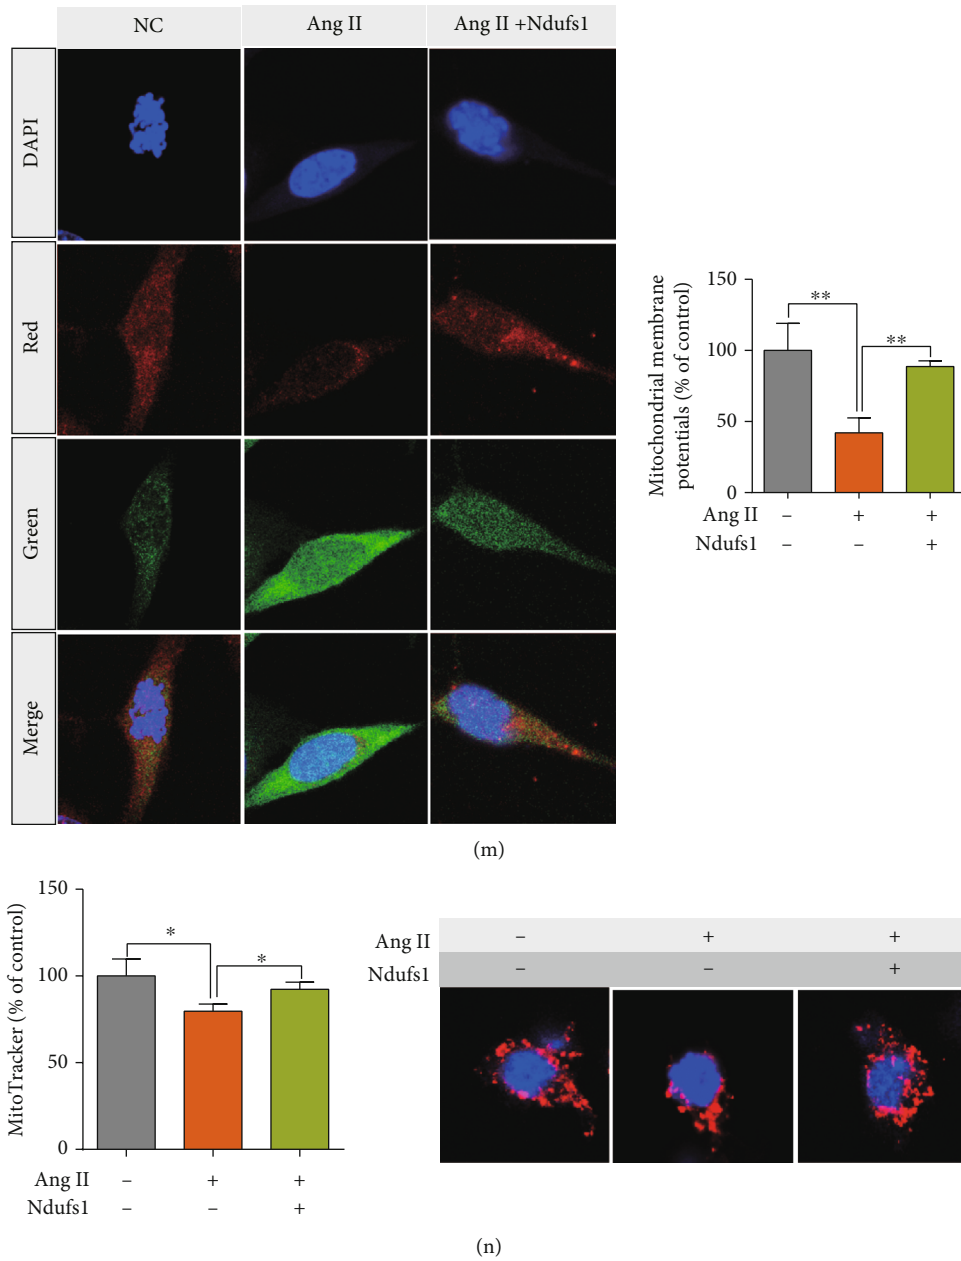 NC Ang II Ang II +Ndufs1
DAPI
Red
Green
Merge
Mitochondrial membrane
potentials (% of control)
150
100
50
0
** **
Ang II – + +
Ndufs1 – – +
(m)
MitoTracker (% of control)
150
100
50
0
* *
Ang II – + +
Ndufs1 – – +
Ang II – + +
Ndufs1 – – +
(n)